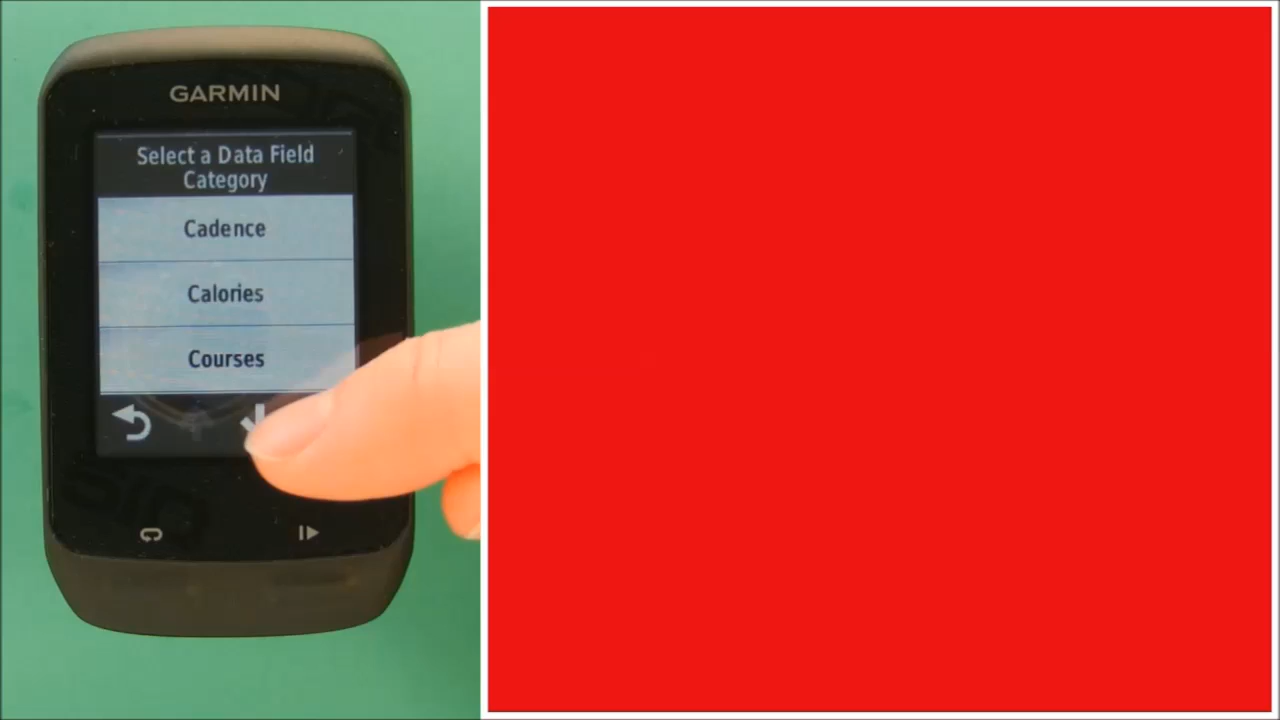 GARMIN
Select a Data Field
Category
Cadence
Calories
Courses